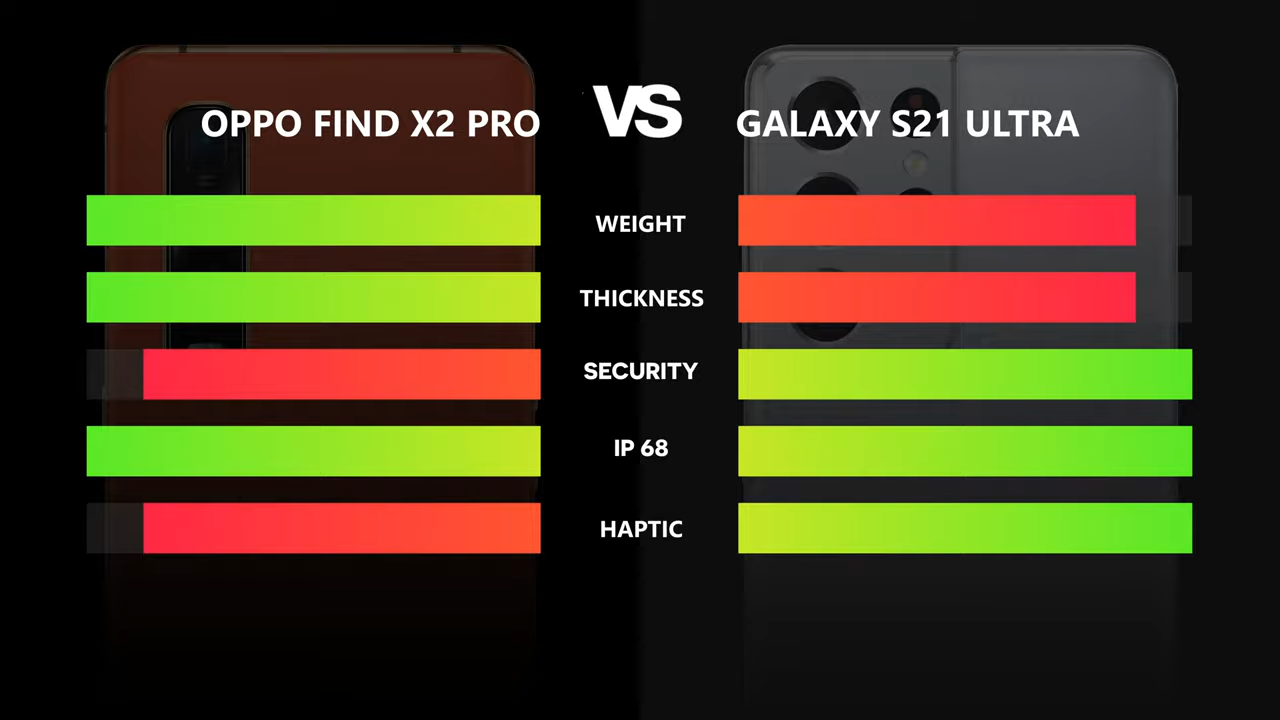 VS
OPPO FIND X2 PRO
GALAXY S21 ULTRA
WEIGHT
THICKNESS
SECURITY
IP 68
HAPTIC